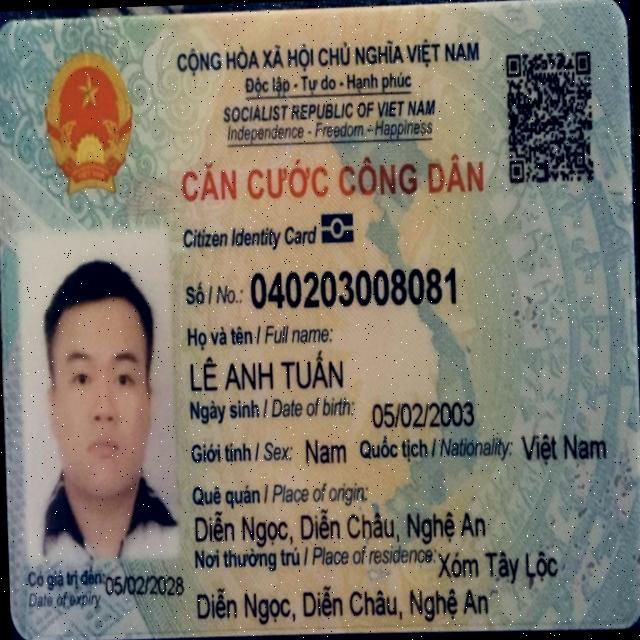 CỘNG HÒA XÃ HỘI CHỦ NGHĨA VIỆT NAM
Độc lập - Tự do - Hạnh phúc
SOCIALIST REPUBLIC OF VIET NAM
Independence - Freedom - Happiness
CĂN CƯỚC CÔNG DÂN
Citizen Identity Card
Số / No.: 040203008081
Họ và tên / Full name:
LÊ ANH TUẤN
Ngày sinh / Date of birth: 05/02/2003
Giới tính / Sex: Nam Quốc tịch / Nationality: Việt Nam
Quê quán / Place of origin:
Diễn Ngọc, Diễn Châu, Nghệ An
Nơi thường trú / Place of residence: Xóm Tây Lộc
Diễn Ngọc, Diễn Châu, Nghệ An
Có giá trị đến: 05/02/2028
Date of expiry